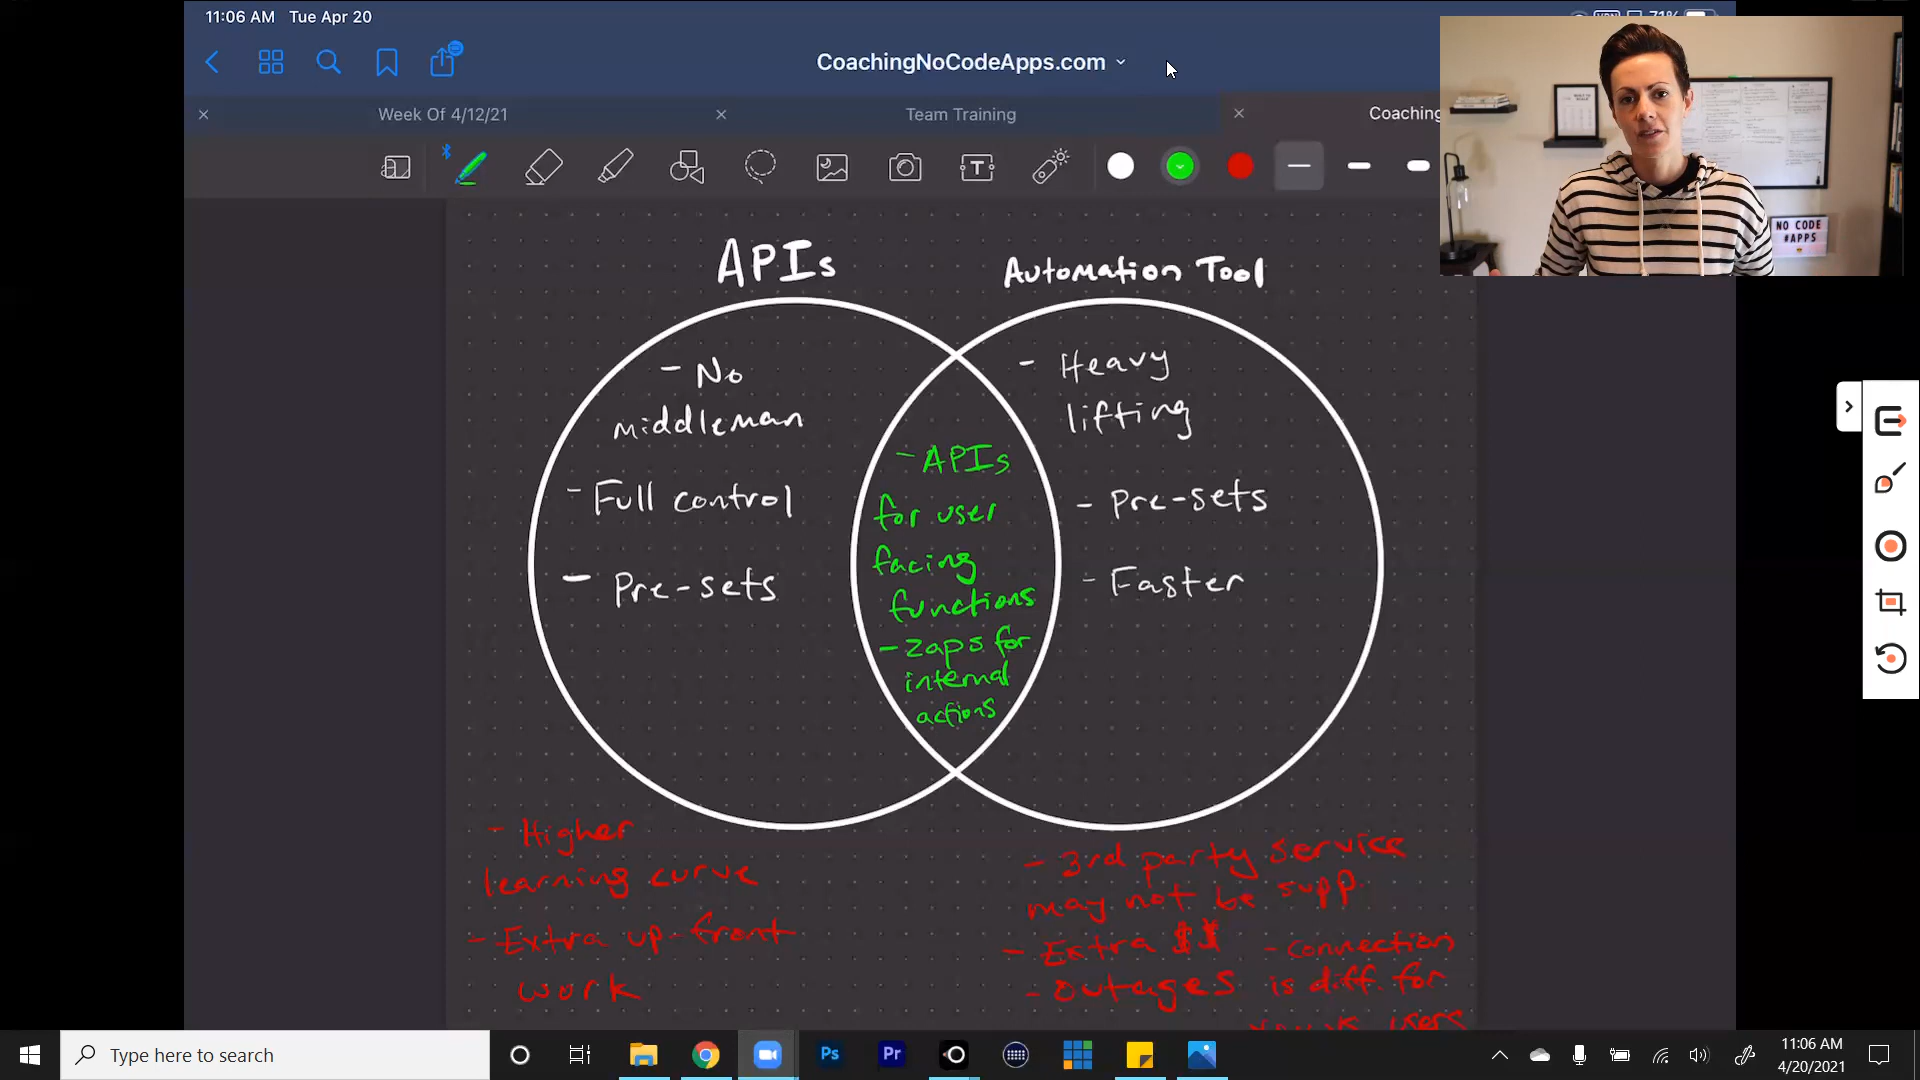 11:06 AM Tue Apr 20
71%
CoachingNoCodeApps.com
Week Of 4/12/21
Team Training
Coaching
NO CODE
#APPS
APIs
Automation Tool
- No
middleman
- Full control
- Pre-sets
- APIs
for user
facing
functions
- zaps for
internal
actions
- Heavy
lifting
- Pre-sets
- Faster
- Higher
learning curve
- Extra up-front
work
- 3rd party service
may not be supp.
- Extra $$
- Outages
- connection
is diff. for
users
Type here to search
Ps
Pr
11:06 AM
4/20/2021